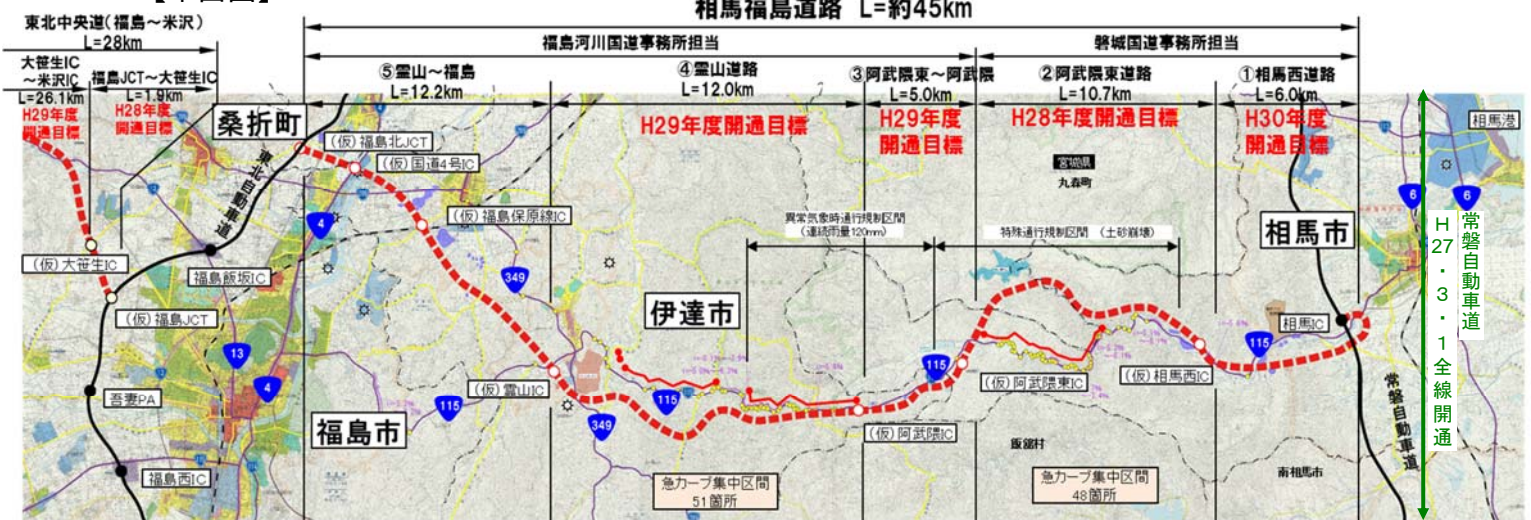 相馬福島道路 L=約45km
東北中央道(福島～米沢)
L=28km
福島河川国道事務所担当
磐城国道事務所担当
大笹生IC
～米沢IC
L=26.1km
H29年度
開通目標
福島JCT～大笹生IC
L=1.9km
H28年度
開通目標
⑤霊山～福島
L=12.2km
④霊山道路
L=12.0km
H29年度開通目標
③阿武隈東～阿武隈
L=5.0km
H29年度
開通目標
②阿武隈東道路
L=10.7km
H28年度開通目標
①相馬西道路
L=6.0km
H30年度
開通目標
相馬港
桑折町
(仮)福島北JCT
(仮)国道4号IC
東北自動車道
宮城県
丸森町
4
(仮)福島保原線IC
異常気象時通行規制区間
(連続雨量120mm)
特殊通行規制区間 (土砂崩壊)
相馬市
6
6
常磐自動車道
H27・3・1全線開通
(仮)大笹生IC
福島飯坂IC
349
伊達市
(仮)福島JCT
相馬IC
13
115
115
4
(仮)阿武隈東IC
(仮)相馬西IC
吾妻PA
(仮)霊山IC
115
115
349
福島市
(仮)阿武隈IC
飯舘村
常磐自動車道
福島西IC
急カーブ集中区間
51箇所
急カーブ集中区間
48箇所
南相馬市